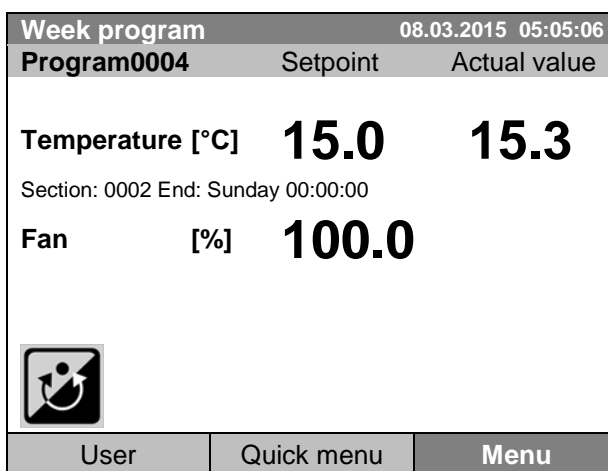 Week program 08.03.2015 05:05:06
Program0004 Setpoint Actual value
Temperature [°C] 15.0 15.3
Section: 0002 End: Sunday 00:00:00
Fan [%] 100.0
User Quick menu Menu